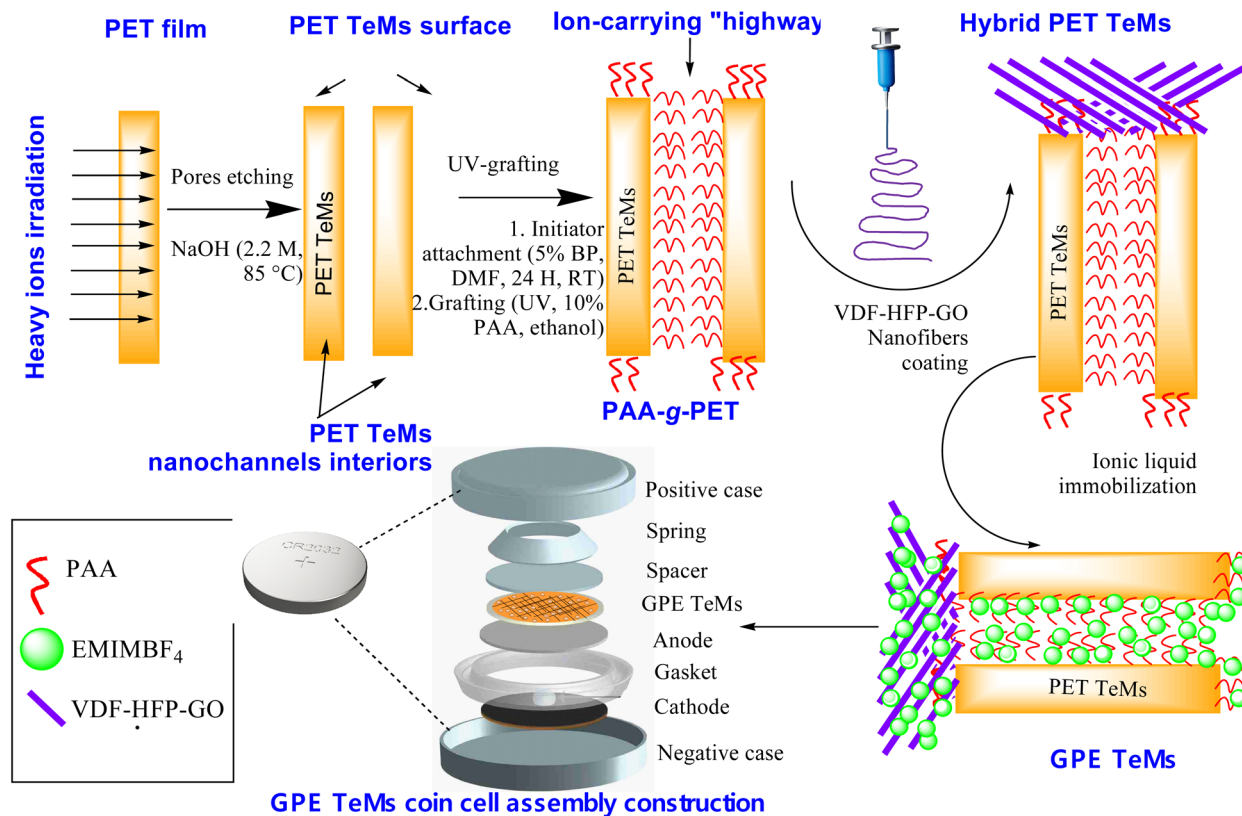 PET film
PET TeMs surface
Ion-carrying "highway
Hybrid PET TeMs
Heavy ions irradiation
Pores etching
NaOH (2.2 M,
85 °C)
PET TeMs
UV-grafting
1. Initiator
attachment (5% BP,
DMF, 24 H, RT)
2.Grafting (UV, 10%
PAA, ethanol)
PET TeMs
PAA-g-PET
VDF-HFP-GO
Nanofibers
coating
PET TeMs
PET TeMs
nanochannels interiors
Ionic liquid
immobilization
PAA
EMIMBF4
VDF-HFP-GO
CR2032
+
Positive case
Spring
Spacer
GPE TeMs
Anode
Gasket
Cathode
Negative case
PET TeMs
GPE TeMs
GPE TeMs coin cell assembly construction